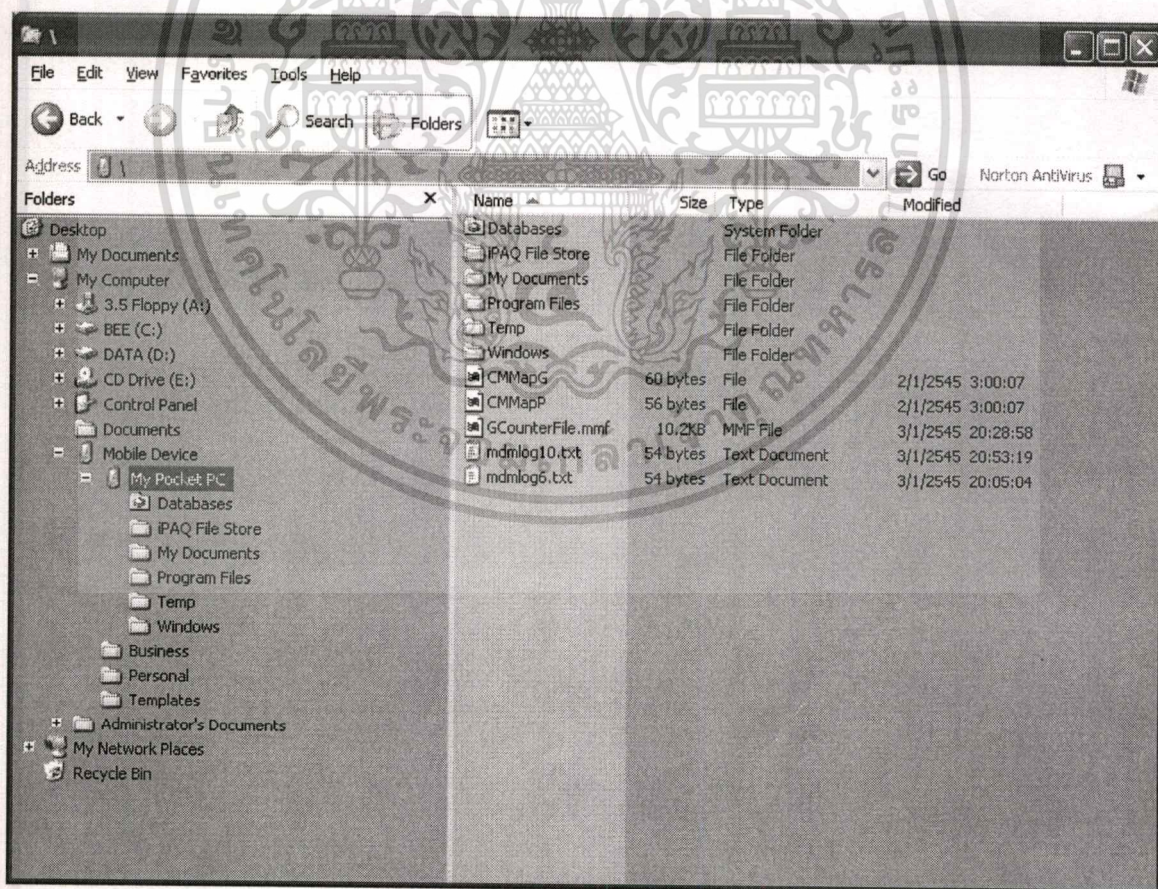 \
File Edit View Favorites Tools Help
Back Search Folders
Address \ Go Norton AntiVirus
Folders x
Desktop
My Documents
My Computer
3.5 Floppy (A:)
BEE (C:)
DATA (D:)
CD Drive (E:)
Control Panel
Documents
Mobile Device
My Pocket PC
Databases
iPAQ File Store
My Documents
Program Files
Temp
Windows
Business
Personal
Templates
Administrator's Documents
My Network Places
Recycle Bin
Name Size Type Modified
Databases System Folder
iPAQ File Store File Folder
My Documents File Folder
Program Files File Folder
Temp File Folder
Windows File Folder
CMMapG 60 bytes File 2/1/2545 3:00:07
CMMapP 56 bytes File 2/1/2545 3:00:07
GCounterFile.mmf 10.2KB MMF File 3/1/2545 20:28:58
mdmlog10.txt 54 bytes Text Document 3/1/2545 20:53:19
mdmlog6.txt 54 bytes Text Document 3/1/2545 20:05:04